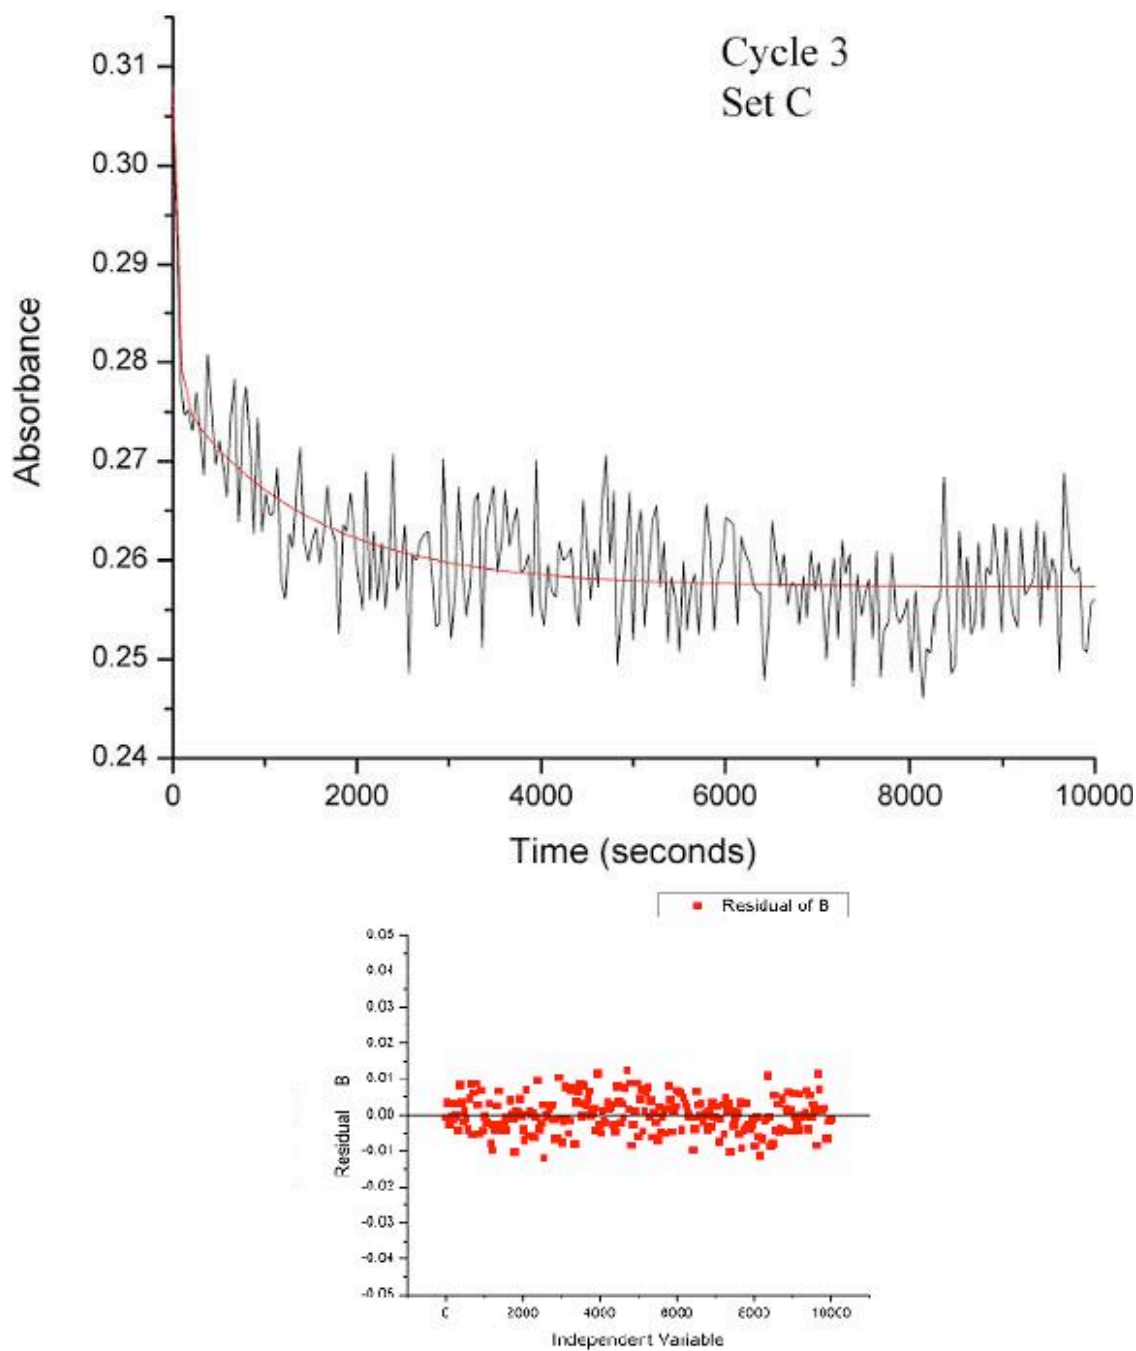 Cycle 3
Set C
0.31
0.30
0.29
0.28
0.27
0.26
0.25
0.24
Absorbance
0 2000 4000 6000 8000 10000
Time (seconds)
Residual of B
0.05
0.04
0.03
0.02
0.01
0.00
-0.01
-0.02
-0.03
-0.04
-0.05
Residual B
0 2000 4000 6000 8000 10000
Independent Variable